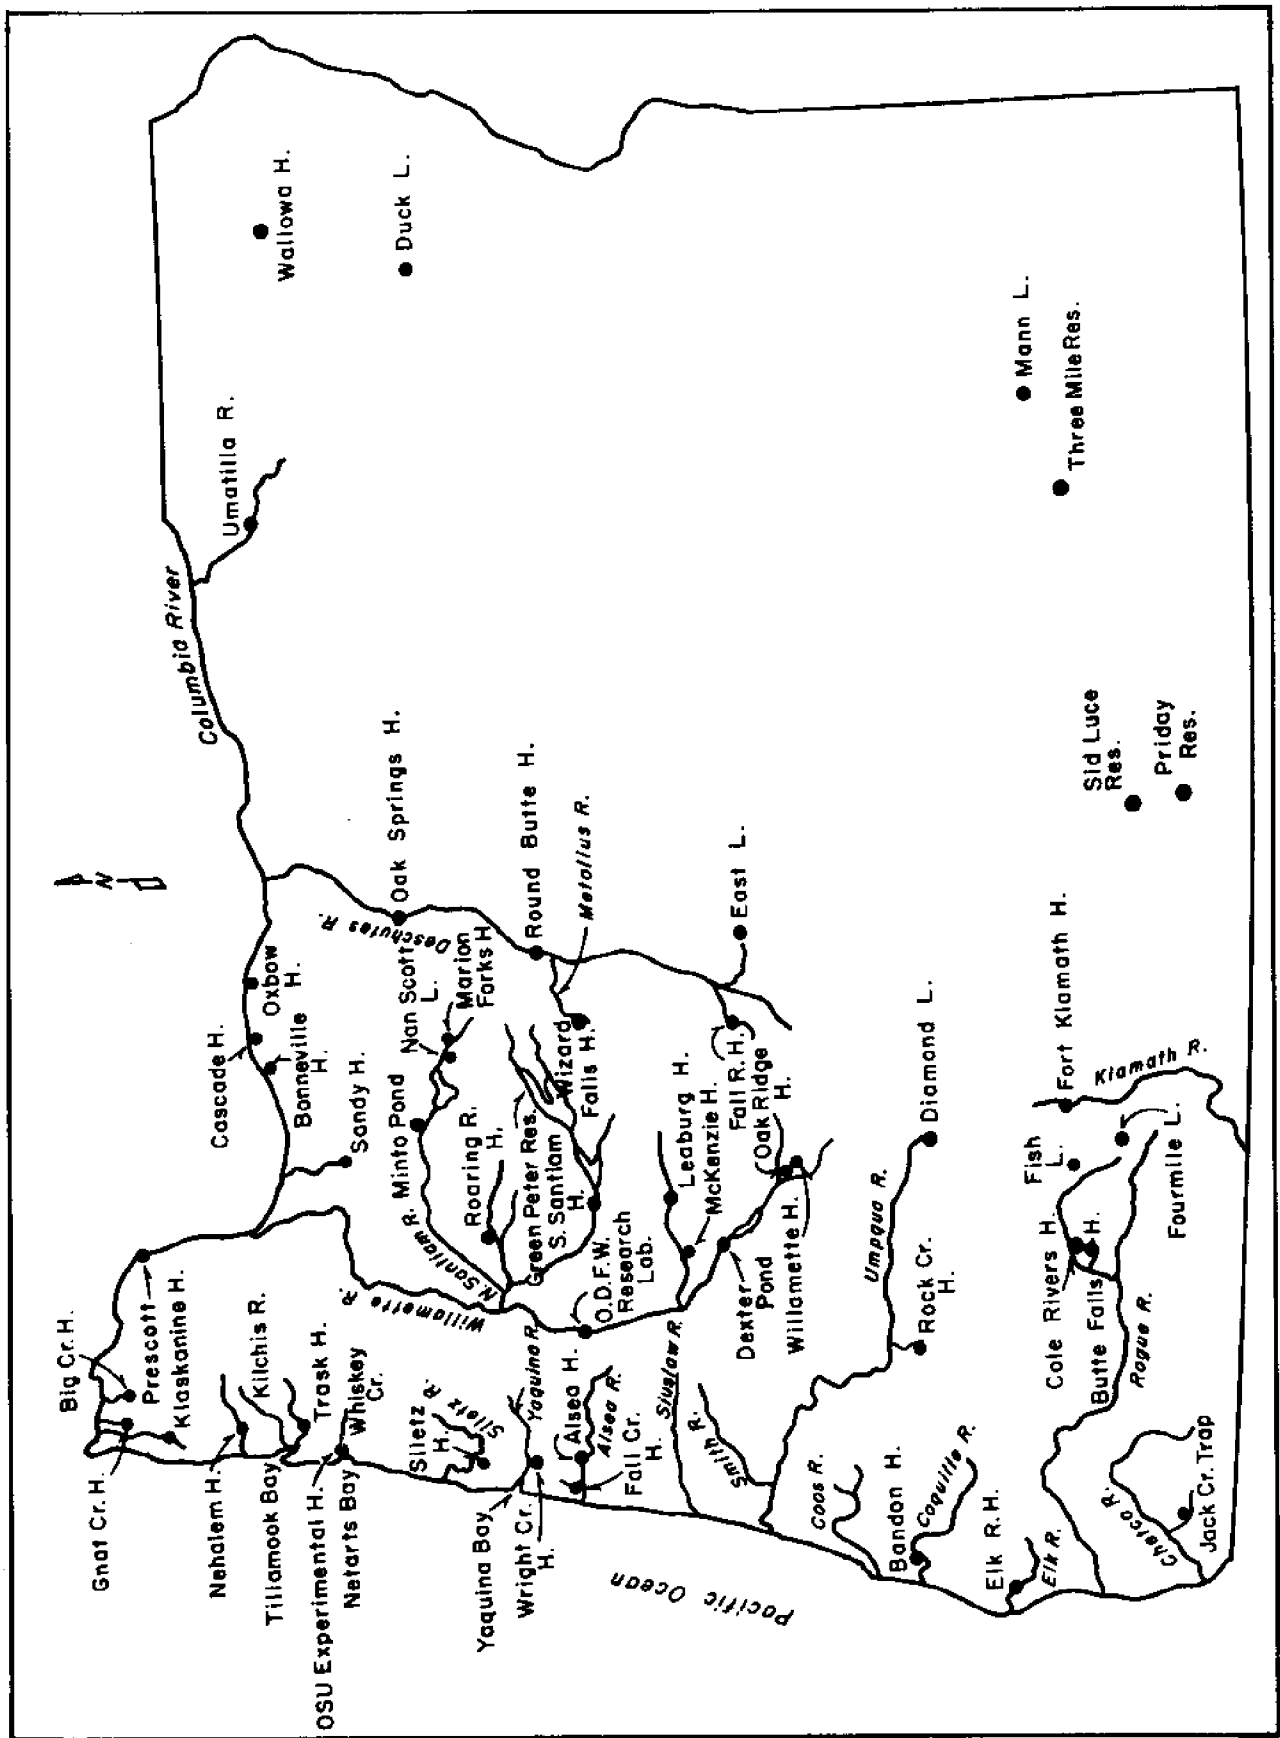 Wallowa H.
Duck L.
Umatilla R.
Mann L.
Three Mile Res.
Columbia River
Oak Springs H.
Round Butte H.
Metolius R.
Sid Luce
Res.
Priday
Res.
N
East L.
Deschutes R.
Oxbow
H.
Cascade H.
Bonneville
H.
Sandy H.
Nan Scott
L.
Marion
Forks H.
Wizard
Falls H.
Fall R. H.
Oak Ridge
H.
Diamond L.
Fort Klamath H.
Klamath R.
Minto Pond
Roaring R.
H.
Green Peter Res.
S. Santiam
H.
Leaburg H.
McKenzie H.
Fish
L.
Fourmile L.
N. Santiam R.
Willamette R.
O.D.F.W.
Research
Lab.
Dexter
Pond
Willamette H.
Umpqua R.
Rock Cr.
H.
Cole Rivers H.
Butte Falls H.
Rogue R.
Big Cr. H.
Prescott
Klaskanine H.
Kilchis R.
Trask H.
Whiskey
Cr.
Siletz
H.
Siletz R.
Yaquina R.
Alsea H.
Alsea R.
Fall Cr.
H.
Siuslaw R.
Smith R.
Coos R.
Bandon H.
Coquille R.
Elk R. H.
Elk R.
Chetco R.
Jack Cr. Trap
Gnat Cr. H.
Nehalem H.
Tillamook Bay
OSU Experimental H.
Netarts Bay
Yaquina Bay
Wright Cr.
H.
Pacific Ocean